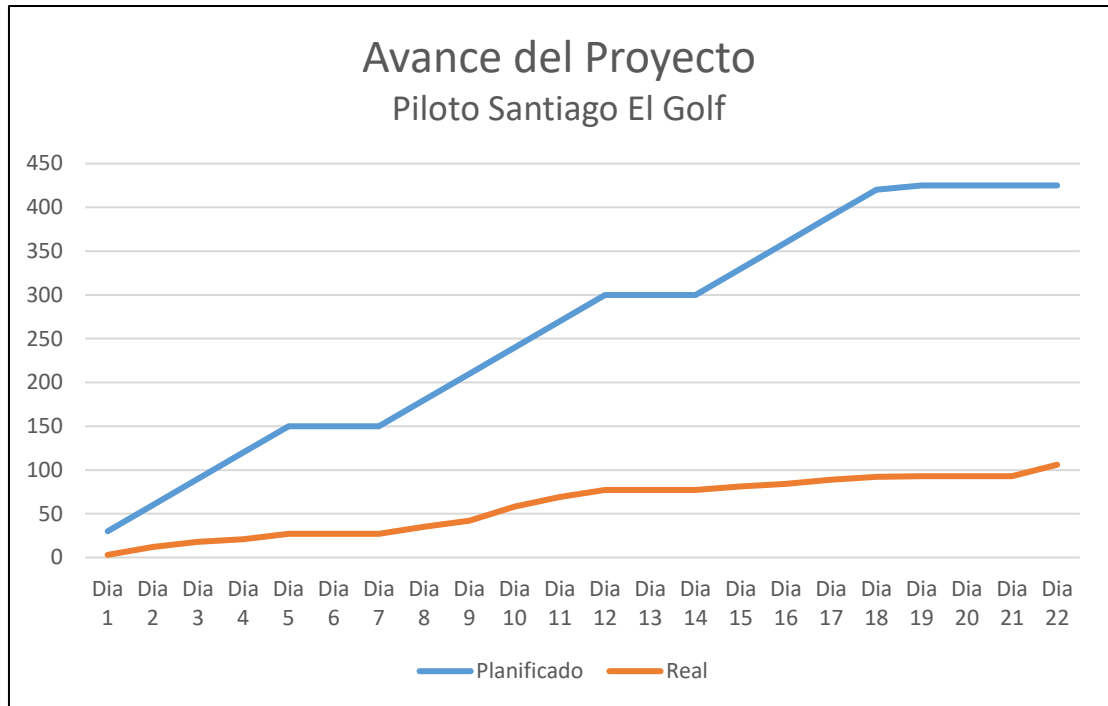 Avance del Proyecto
Piloto Santiago El Golf
450
400
350
300
250
200
150
100
50
0
Dia Dia Dia Dia Dia Dia Dia Dia Dia Dia Dia Dia Dia Dia Dia Dia Dia Dia Dia Dia Dia Dia
1 2 3 4 5 6 7 8 9 10 11 12 13 14 15 16 17 18 19 20 21 22
Planificado Real